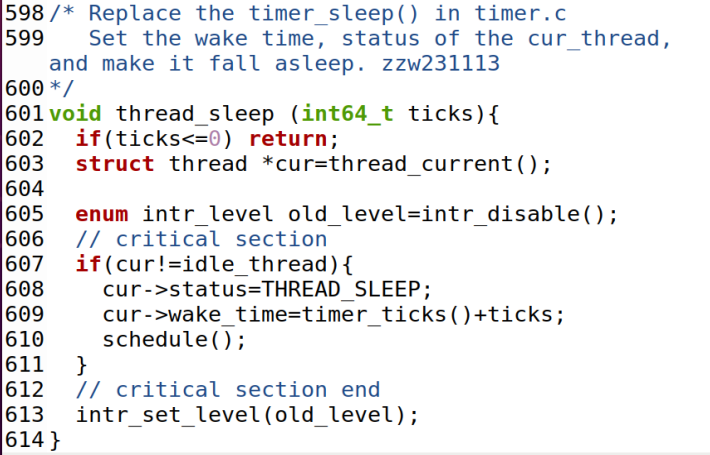 598 /* Replace the timer_sleep() in timer.c
599    Set the wake time, status of the cur_thread,
and make it fall asleep. zzw231113
600 */
601 void thread_sleep (int64_t ticks){
602   if(ticks<=0) return;
603   struct thread *cur=thread_current();
604
605   enum intr_level old_level=intr_disable();
606   // critical section
607   if(cur!=idle_thread){
608     cur->status=THREAD_SLEEP;
609     cur->wake_time=timer_ticks()+ticks;
610     schedule();
611   }
612   // critical section end
613   intr_set_level(old_level);
614 }